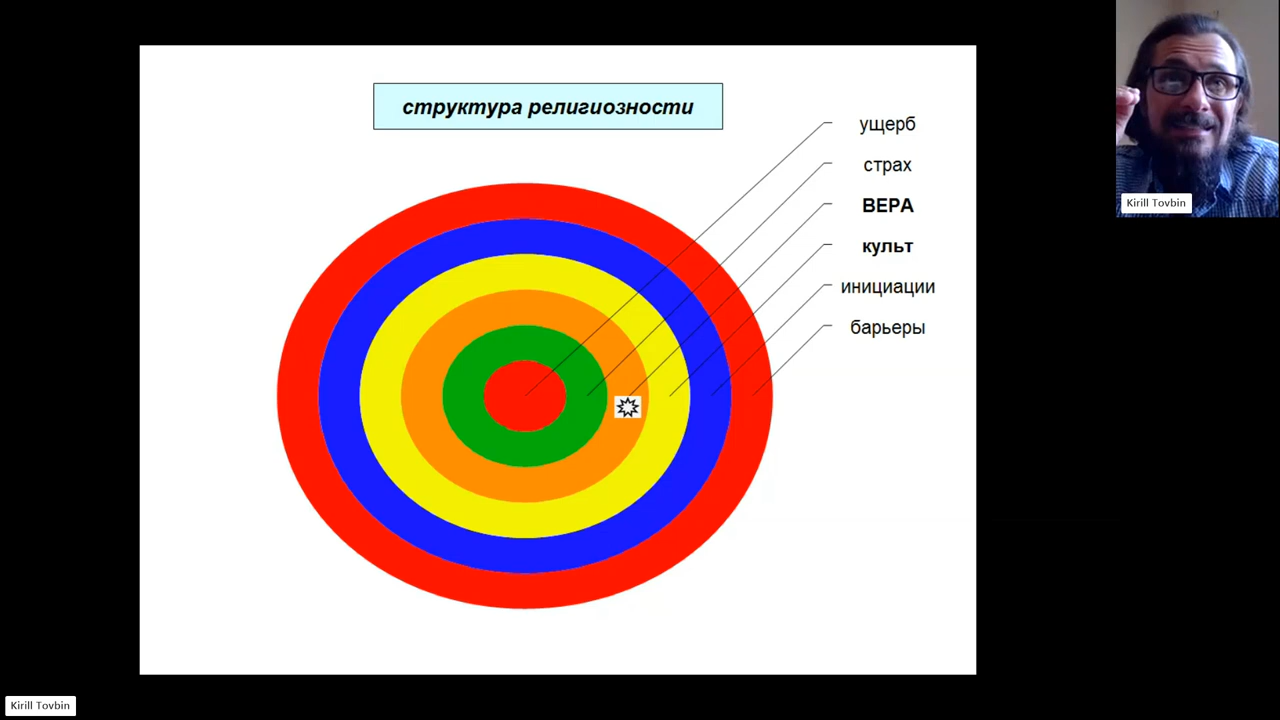 структура религиозности
ущерб
страх
ВЕРА
культ
инициации
барьеры
Kirill Tovbin
Kirill Tovbin